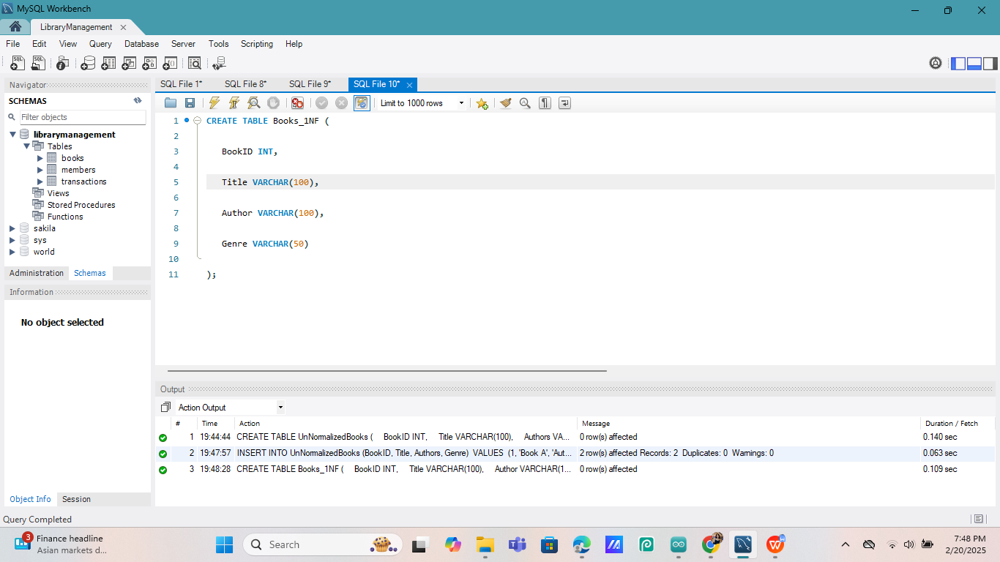 MySQL Workbench
LibraryManagement
File Edit View Query Database Server Tools Scripting Help
Navigator
SCHEMAS
Filter objects
librarymanagement
Tables
books
members
transactions
Views
Stored Procedures
Functions
sakila
sys
world
Administration Schemas
Information
No object selected
Object Info Session
SQL File 1* SQL File 8* SQL File 9* SQL File 10*
Limit to 1000 rows
1 CREATE TABLE Books_1NF (
2
3 BookID INT,
4
5 Title VARCHAR(100),
6
7 Author VARCHAR(100),
8
9 Genre VARCHAR(50)
10
11 );
Output
Action Output
# Time Action Message Duration / Fetch
1 19:44:44 CREATE TABLE UnNormalizedBooks ( BookID INT, Title VARCHAR(100), Authors VA... 0 row(s) affected 0.140 sec
2 19:47:57 INSERT INTO UnNormalizedBooks (BookID, Title, Authors, Genre) VALUES (1, 'Book A', 'Aut... 2 row(s) affected Records: 2 Duplicates: 0 Warnings: 0 0.063 sec
3 19:48:28 CREATE TABLE Books_1NF ( BookID INT, Title VARCHAR(100), Author VARCHAR(1... 0 row(s) affected 0.109 sec
Query Completed
3
Finance headline
Asian markets d...
Search
7:48 PM
2/20/2025